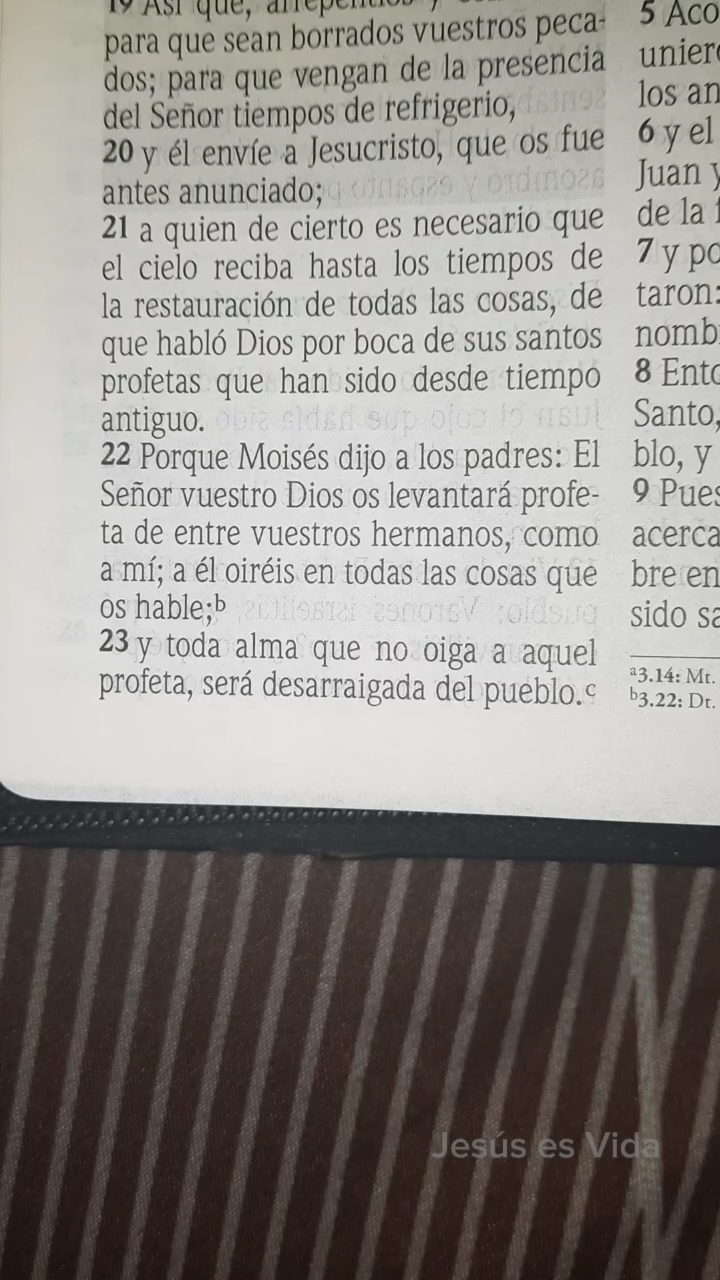 19 Así que,
para que sean borrados vuestros peca-
dos; para que vengan de la presencia
del Señor tiempos de refrigerio,
20 y él envíe a Jesucristo, que os fue
antes anunciado;
21 a quien de cierto es necesario que
el cielo reciba hasta los tiempos de
la restauración de todas las cosas, de
que habló Dios por boca de sus santos
profetas que han sido desde tiempo
antiguo.
22 Porque Moisés dijo a los padres: El
Señor vuestro Dios os levantará profe-
ta de entre vuestros hermanos, como
a mí; a él oiréis en todas las cosas que
os hable;b
23 y toda alma que no oiga a aquel
profeta, será desarraigada del pueblo.c
5 Aco
uniero
los an
6 y el
Juan y
de la
7 y po
taron:
nomb
8 Ento
Santo,
blo, y
9 Pues
acerca
bre en
sido sa
a3.14: Mt.
b3.22: Dt.
Jesús es Vida